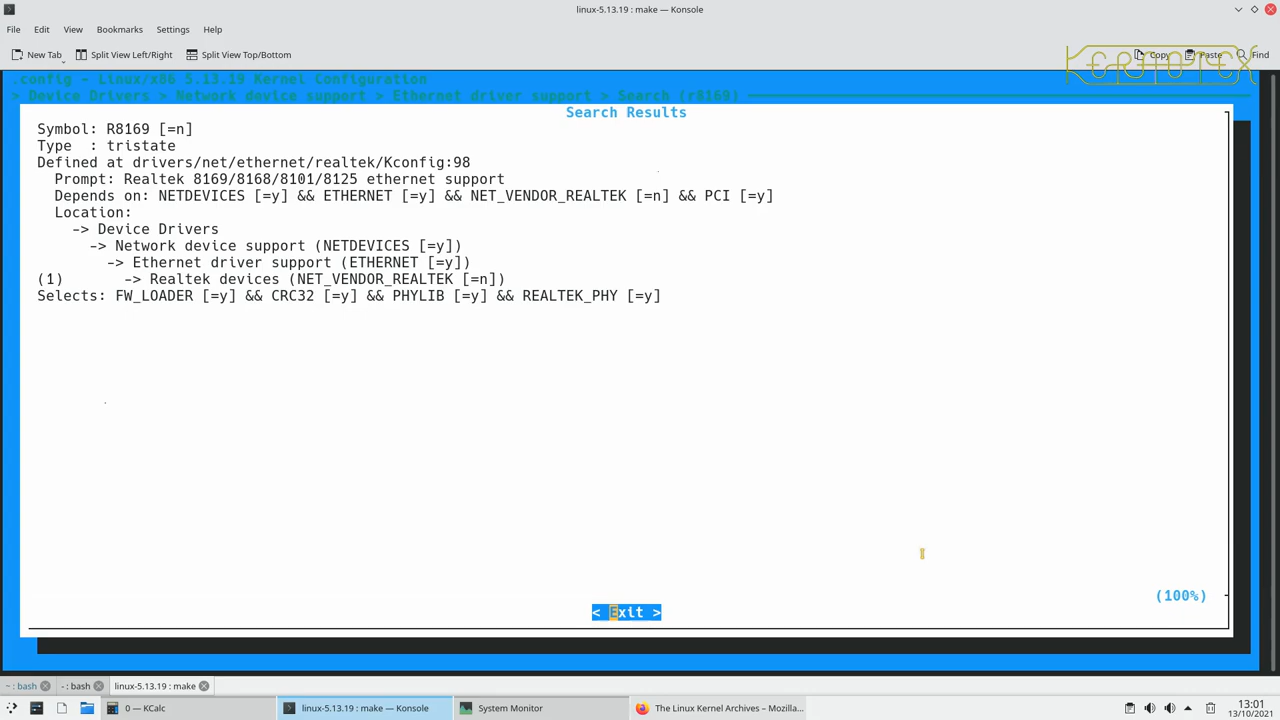 linux-5.13.19 : make — Konsole
File Edit View Bookmarks Settings Help
New Tab Split View Left/Right Split View Top/Bottom Copy Paste Find
KERNOTEX
.config - Linux/x86 5.13.19 Kernel Configuration
> Device Drivers > Network device support > Ethernet driver support > Search (r8169)
Search Results
Symbol: R8169 [=n]
Type : tristate
Defined at drivers/net/ethernet/realtek/Kconfig:98
Prompt: Realtek 8169/8168/8101/8125 ethernet support
Depends on: NETDEVICES [=y] && ETHERNET [=y] && NET_VENDOR_REALTEK [=n] && PCI [=y]
Location:
-> Device Drivers
-> Network device support (NETDEVICES [=y])
-> Ethernet driver support (ETHERNET [=y])
(1) -> Realtek devices (NET_VENDOR_REALTEK [=n])
Selects: FW_LOADER [=y] && CRC32 [=y] && PHYLIB [=y] && REALTEK_PHY [=y]
(100%)
< Exit >
~ : bash - : bash linux-5.13.19 : make
0 — KCalc linux-5.13.19 : make — Konsole System Monitor The Linux Kernel Archives – Mozilla... 13:01
13/10/2021